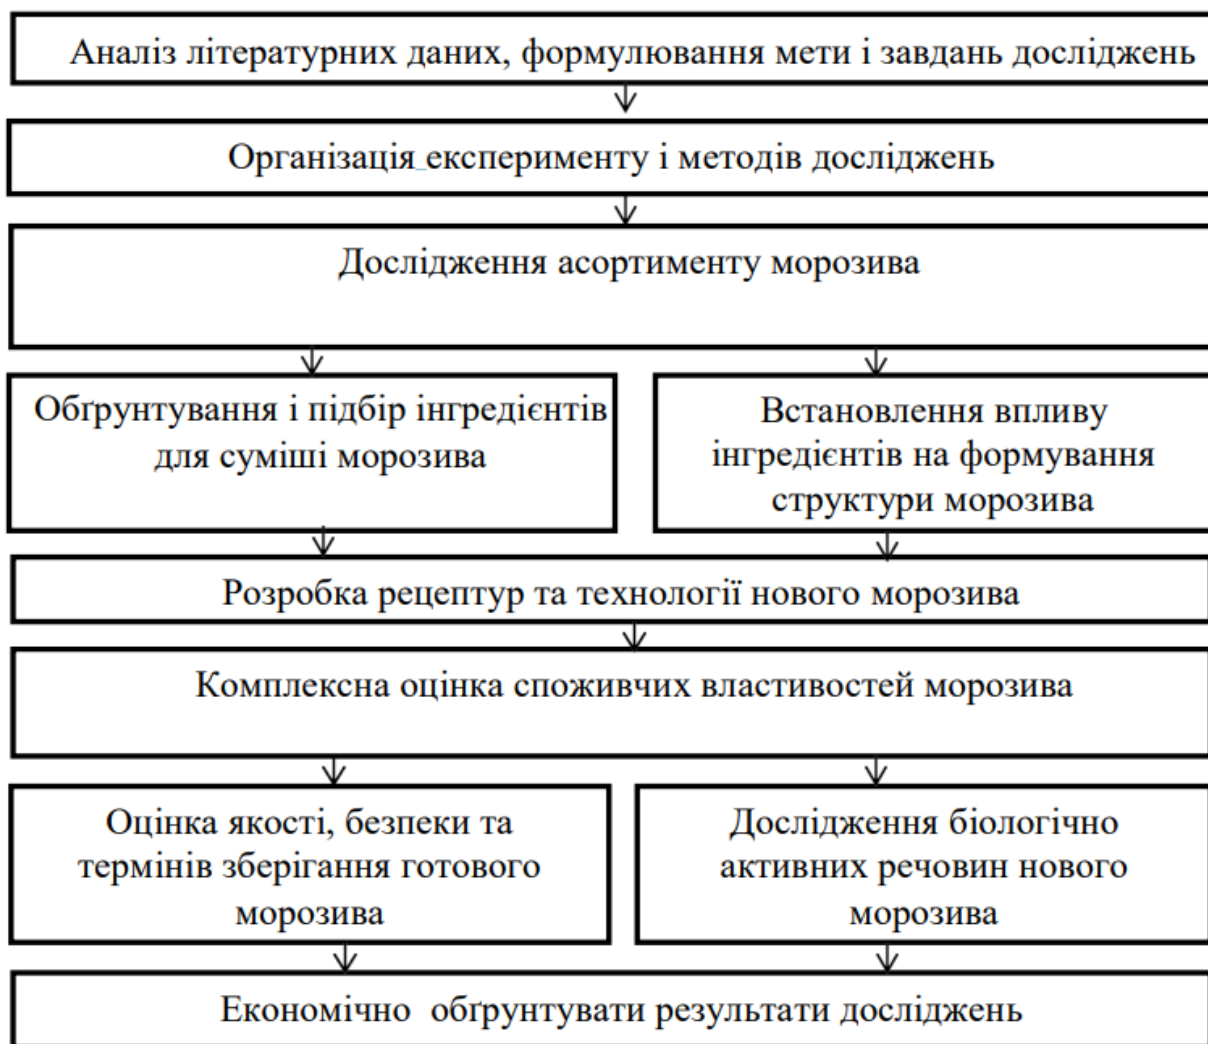 Аналіз літературних даних, формулювання мети і завдань досліджень
Організація експерименту і методів досліджень
Дослідження асортименту морозива
Обґрунтування і підбір інгредієнтів
для суміші морозива
Встановлення впливу
інгредієнтів на формування
структури морозива
Розробка рецептур та технології нового морозива
Комплексна оцінка споживчих властивостей морозива
Оцінка якості, безпеки та
термінів зберігання готового
морозива
Дослідження біологічно
активних речовин нового
морозива
Економічно обґрунтувати результати досліджень